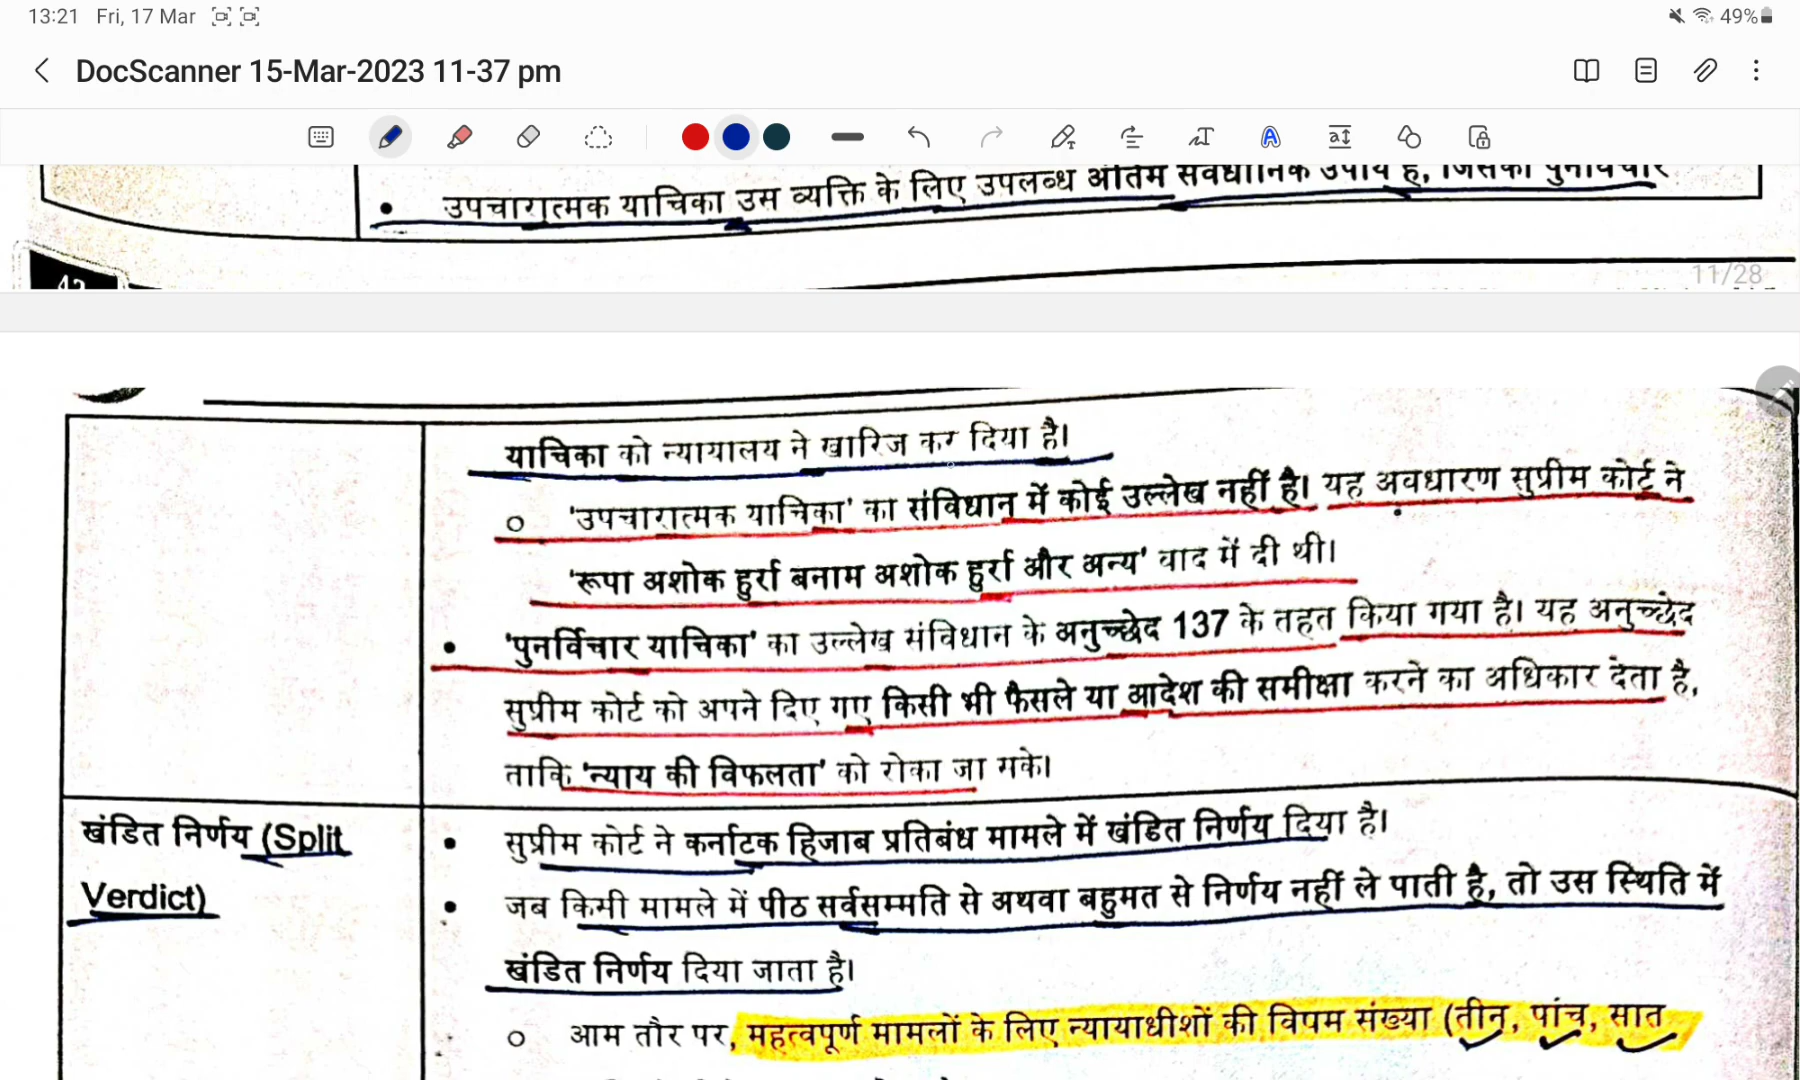 13:21 Fri, 17 Mar
49%
DocScanner 15-Mar-2023 11-37 pm
• उपचारात्मक याचिका उस व्यक्ति के लिए उपलब्ध अंतिम संवैधानिक उपाय है, जिसकी पुनर्विचार
42
11/28
याचिका को न्यायालय ने खारिज कर दिया है।
o 'उपचारात्मक याचिका' का संविधान में कोई उल्लेख नहीं है। यह अवधारण सुप्रीम कोर्ट ने
'रूपा अशोक हुर्रा बनाम अशोक हुर्रा और अन्य' वाद में दी थी।
• 'पुनर्विचार याचिका' का उल्लेख संविधान के अनुच्छेद 137 के तहत किया गया है। यह अनुच्छेद
सुप्रीम कोर्ट को अपने दिए गए किसी भी फैसले या आदेश की समीक्षा करने का अधिकार देता है,
ताकि 'न्याय की विफलता' को रोका जा सके।
खंडित निर्णय (Split
Verdict)
• सुप्रीम कोर्ट ने कर्नाटक हिजाब प्रतिबंध मामले में खंडित निर्णय दिया है।
• जब किसी मामले में पीठ सर्वसम्मति से अथवा बहुमत से निर्णय नहीं ले पाती है, तो उस स्थिति में
खंडित निर्णय दिया जाता है।
o आम तौर पर, महत्वपूर्ण मामलों के लिए न्यायाधीशों की विषम संख्या (तीन, पांच, सात